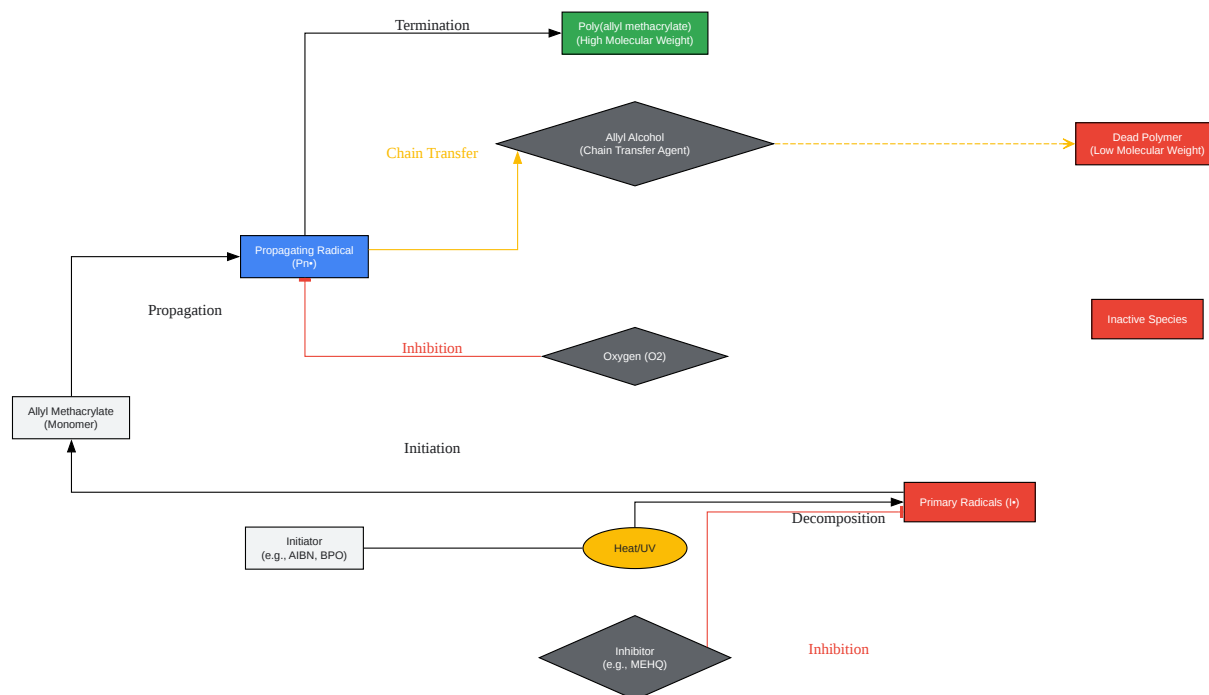 Termination
Poly(allyl methacrylate)
(High Molecular Weight)
Allyl Alcohol
(Chain Transfer Agent)
Chain Transfer
Dead Polymer
(Low Molecular Weight)
Propagating Radical
(Pn•)
Propagation
Inactive Species
Inhibition
Oxygen (O2)
Allyl Methacrylate
(Monomer)
Initiation
Primary Radicals (I•)
Decomposition
Initiator
(e.g., AIBN, BPO)
Heat/UV
Inhibitor
(e.g., MEHQ)
Inhibition